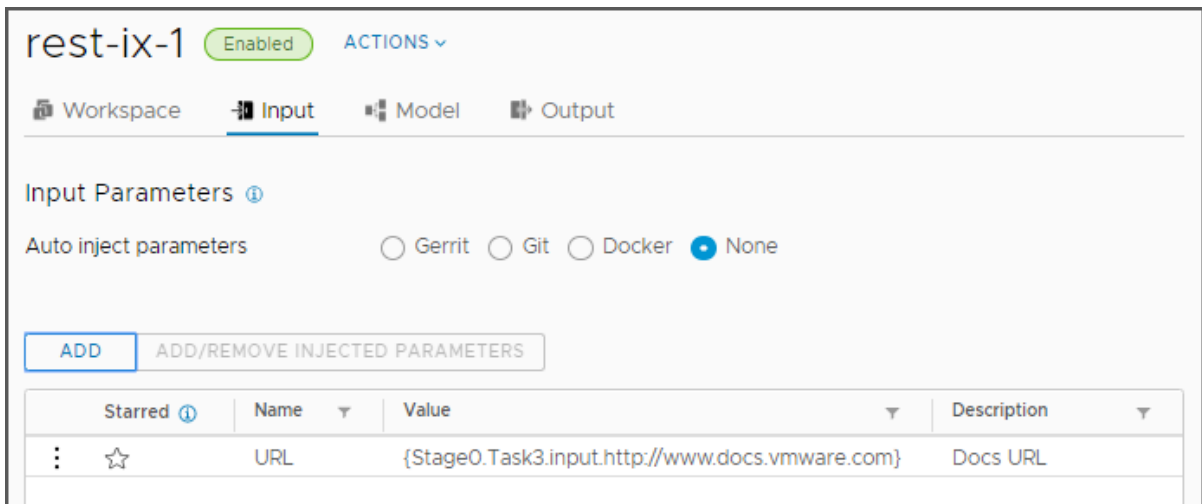 rest-ix-1 Enabled ACTIONS
Workspace Input Model Output
Input Parameters
Auto inject parameters Gerrit Git Docker None
ADD ADD/REMOVE INJECTED PARAMETERS
Starred Name Value Description
URL {Stage0.Task3.input.http://www.docs.vmware.com} Docs URL